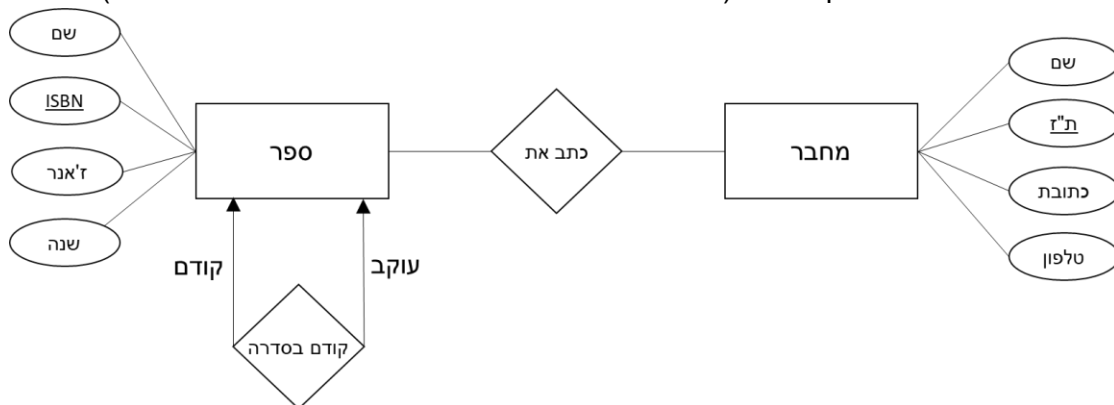 שם
ISBN
ז'אנר
שנה
ספר
כתב את
מחבר
שם
ת"ז
כתובת
טלפון
קודם
עוקב
קודם בסדרה